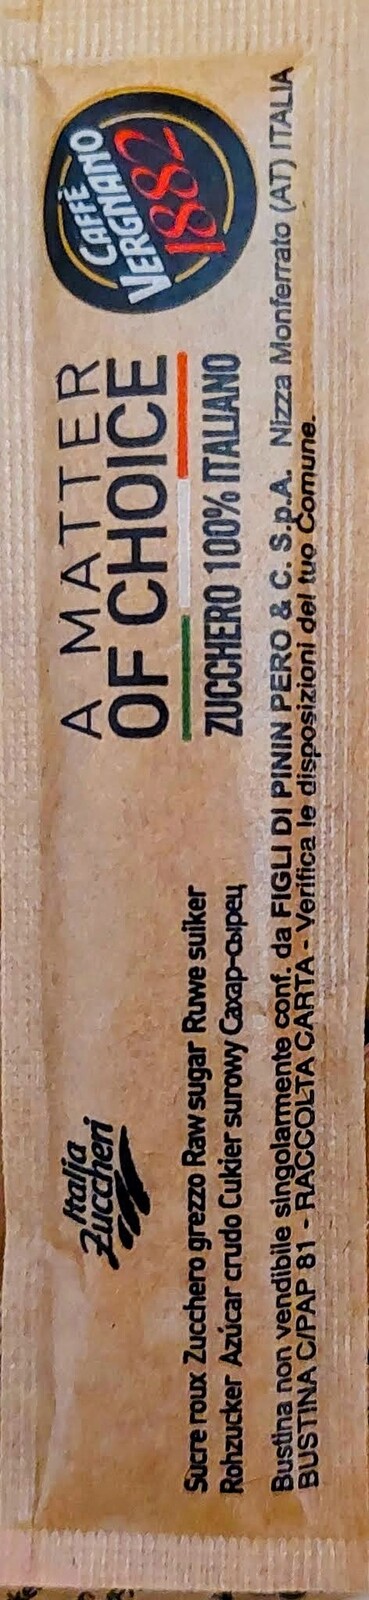 Italia
Zuccheri
A MATTER
OF CHOICE
ZUCCHERO 100% ITALIANO
CAFFÈ
VERGNANO
1882
Sucre roux Zucchero grezzo Raw sugar Ruwe suiker
Rohzucker Azúcar crudo Cukier surowy Сахар-сырец
Bustina non vendibile singolarmente conf. da FIGLI DI PININ PERO & C. S.p.A. Nizza Monferrato (AT) ITALIA
BUSTINA C/PAP 81 - RACCOLTA CARTA - Verifica le disposizioni del tuo Comune.